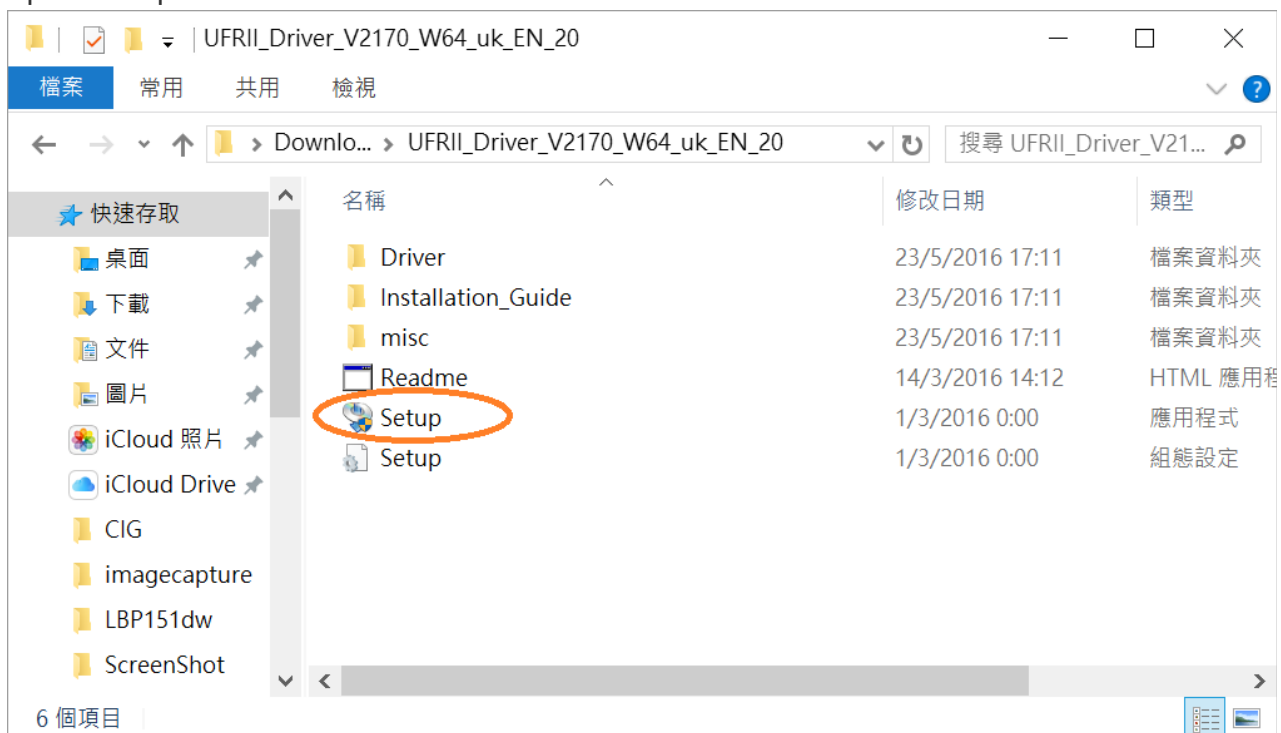 UFRII_Driver_V2170_W64_uk_EN_20
檔案 常用 共用 檢視
Downlo... > UFRII_Driver_V2170_W64_uk_EN_20 搜尋 UFRII_Driver_V21...
名稱 修改日期 類型
快速存取
桌面
下載
文件
圖片
iCloud 照片
iCloud Drive
CIG
imagecapture
LBP151dw
ScreenShot
Driver 23/5/2016 17:11 檔案資料夾
Installation_Guide 23/5/2016 17:11 檔案資料夾
misc 23/5/2016 17:11 檔案資料夾
Readme 14/3/2016 14:12 HTML 應用程
Setup 1/3/2016 0:00 應用程式
Setup 1/3/2016 0:00 組態設定
6 個項目